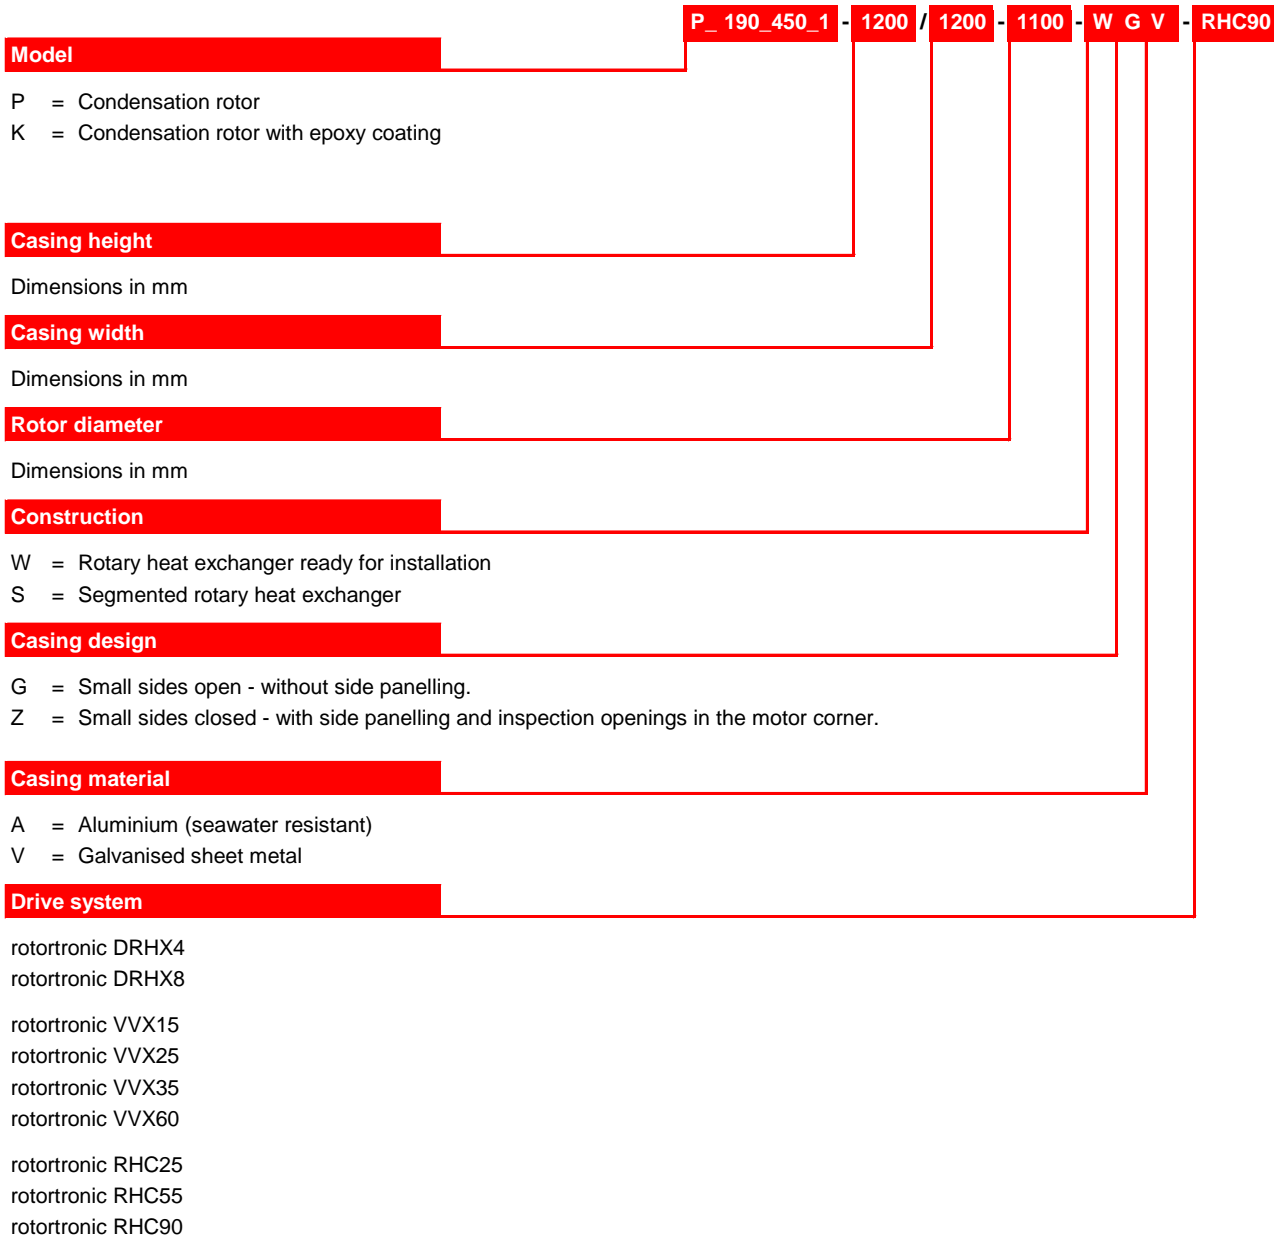 P_ 190_450_1 - 1200 / 1200 - 1100 - W G V - RHC90
Model
P = Condensation rotor
K = Condensation rotor with epoxy coating
Casing height
Dimensions in mm
Casing width
Dimensions in mm
Rotor diameter
Dimensions in mm
Construction
W = Rotary heat exchanger ready for installation
S = Segmented rotary heat exchanger
Casing design
G = Small sides open - without side panelling.
Z = Small sides closed - with side panelling and inspection openings in the motor corner.
Casing material
A = Aluminium (seawater resistant)
V = Galvanised sheet metal
Drive system
rotortronic DRHX4
rotortronic DRHX8
rotortronic VVX15
rotortronic VVX25
rotortronic VVX35
rotortronic VVX60
rotortronic RHC25
rotortronic RHC55
rotortronic RHC90